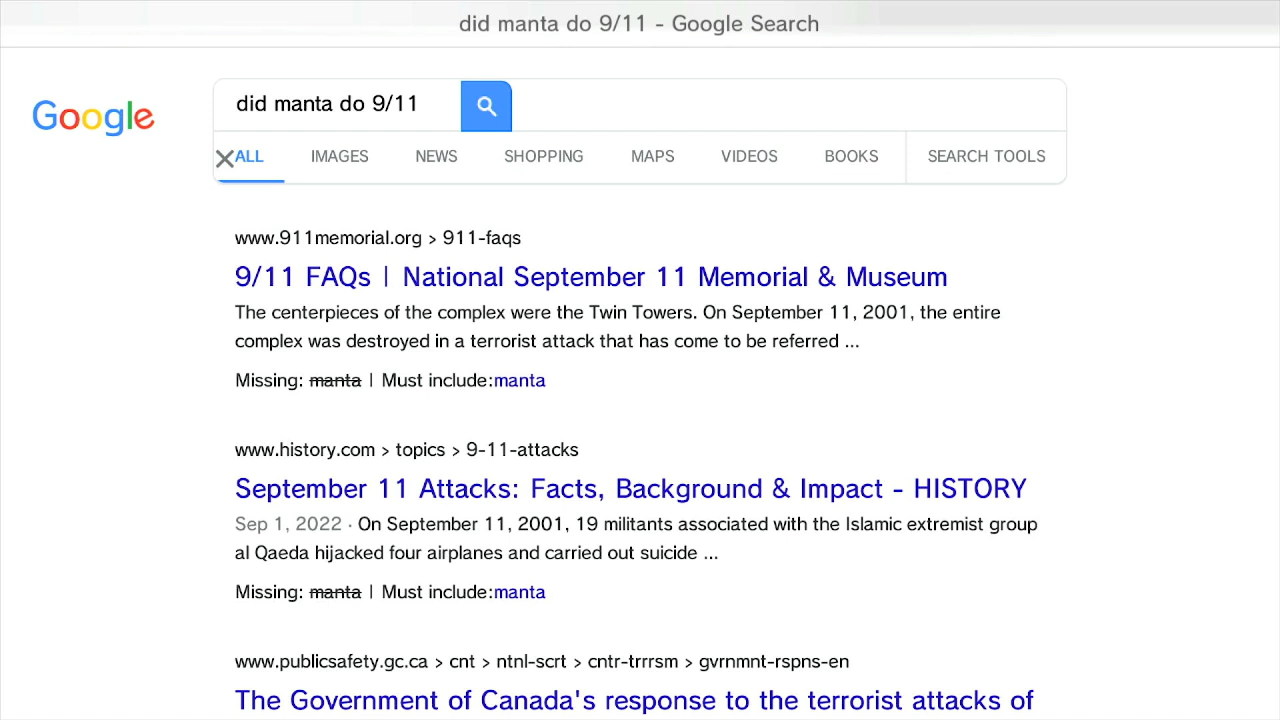 did manta do 9/11 - Google Search
Google
did manta do 9/11
ALL IMAGES NEWS SHOPPING MAPS VIDEOS BOOKS SEARCH TOOLS
www.911memorial.org > 911-faqs
9/11 FAQs | National September 11 Memorial & Museum
The centerpieces of the complex were the Twin Towers. On September 11, 2001, the entire
complex was destroyed in a terrorist attack that has come to be referred ...
Missing: manta | Must include:manta
www.history.com > topics > 9-11-attacks
September 11 Attacks: Facts, Background & Impact - HISTORY
Sep 1, 2022 · On September 11, 2001, 19 militants associated with the Islamic extremist group
al Qaeda hijacked four airplanes and carried out suicide ...
Missing: manta | Must include:manta
www.publicsafety.gc.ca > cnt > ntnl-scrt > cntr-trrrsm > gvrnmnt-rspns-en
The Government of Canada's response to the terrorist attacks of